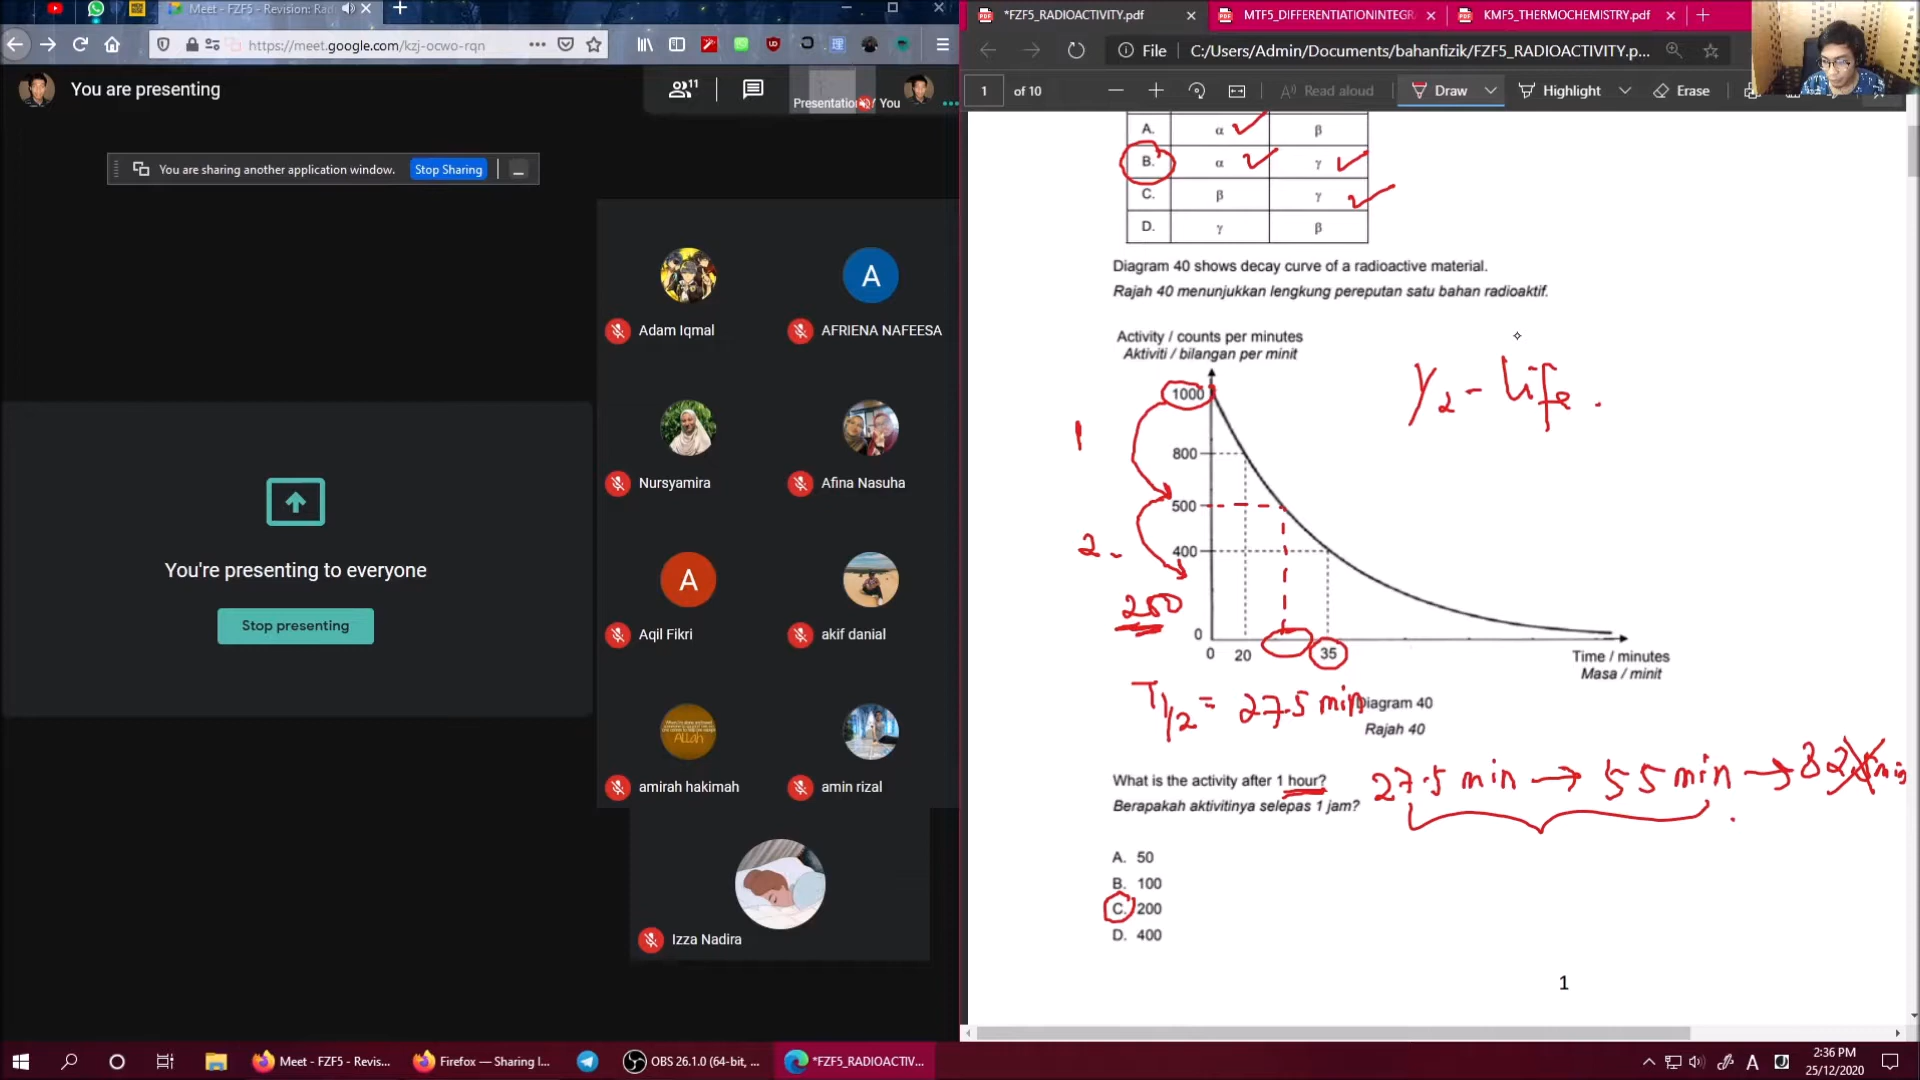 Meet - FZF5 - Revision: Rad
https://meet.google.com/kzj-ocwo-rqn
You are presenting
11
Presentation / You
You are sharing another application window.
Stop Sharing
You're presenting to everyone
Stop presenting
Adam Iqmal
A
AFRIENA NAFEESA
Nursyamira
Afina Nasuha
A
Aqil Fikri
akif danial
ALLAH
amirah hakimah
amin rizal
Izza Nadira
*FZF5_RADIOACTIVITY.pdf
MTF5_DIFFERENTIATIONINTEGRA
KMF5_THERMOCHEMISTRY.pdf
File
C:/Users/Admin/Documents/bahanfizik/FZF5_RADIOACTIVITY.p...
1 of 10
Read aloud
Draw
Highlight
Erase
A. α β
B. α γ
C. β γ
D. γ β
Diagram 40 shows decay curve of a radioactive material.
Rajah 40 menunjukkan lengkung pereputan satu bahan radioaktif.
Activity / counts per minutes
Aktiviti / bilangan per minit
1/2 - life.
1000
1
800
500
2.
400
250
0
0 20 35
Time / minutes
Masa / minit
T1/2 = 27.5 min
Diagram 40
Rajah 40
What is the activity after 1 hour?
27.5 min → 55 min → 82.5 min
Berapakah aktivitinya selepas 1 jam?
A. 50
B. 100
C. 200
D. 400
1
Meet - FZF5 - Revis...
Firefox — Sharing I...
OBS 26.1.0 (64-bit, ...
*FZF5_RADIOACTIV...
A
2:36 PM
25/12/2020